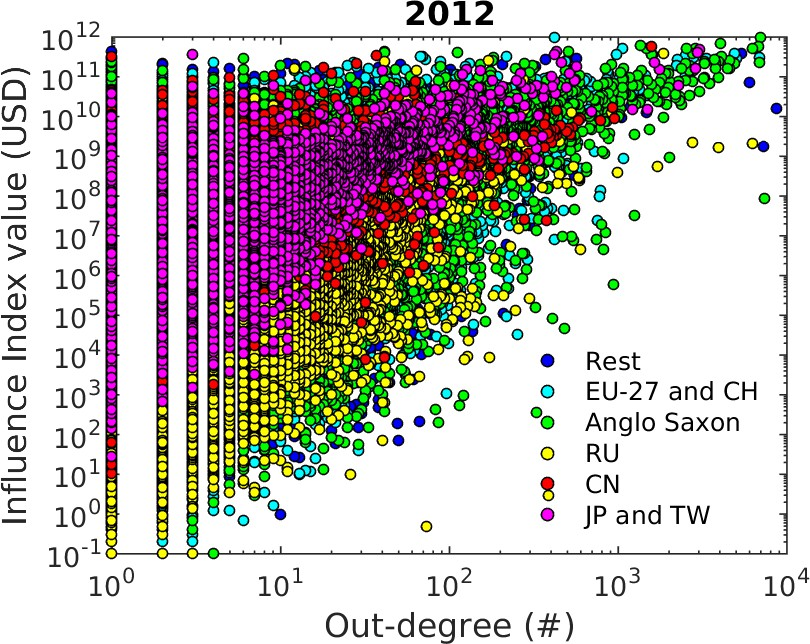 2012
Influence Index value (USD)
10^12
10^11
10^10
10^9
10^8
10^7
10^6
10^5
10^4
10^3
10^2
10^1
10^0
10^-1
Rest
EU-27 and CH
Anglo Saxon
RU
CN
JP and TW
10^0 10^1 10^2 10^3 10^4
Out-degree (#)